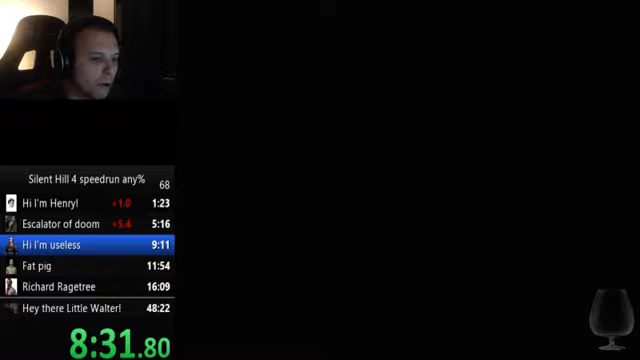 Silent Hill 4 speedrun any%
68
Hi I'm Henry! +1.0 1:23
Escalator of doom +5.4 5:16
Hi I'm useless 9:11
Fat pig 11:54
Richard Ragetree 16:09
Hey there Little Walter! 48:22
8:31.80